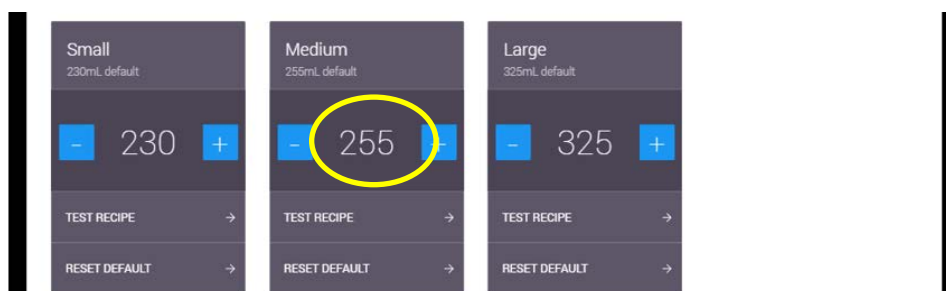 Small
230mL default
- 230 +
TEST RECIPE →
RESET DEFAULT →
Medium
255mL default
- 255 +
TEST RECIPE →
RESET DEFAULT →
Large
325mL default
- 325 +
TEST RECIPE →
RESET DEFAULT →